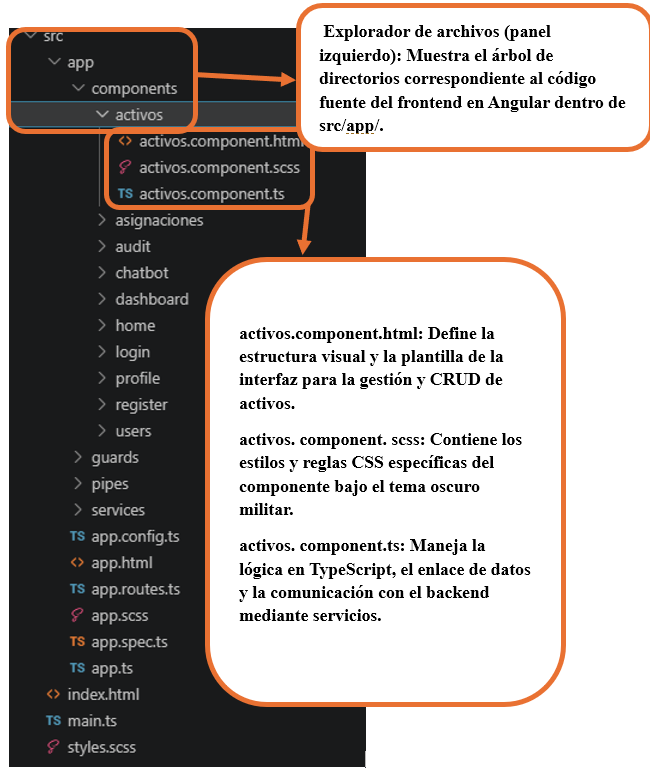 src
app
components
activos
activos.component.html
activos.component.scss
TS activos.component.ts
asignaciones
audit
chatbot
dashboard
home
login
profile
register
users
guards
pipes
services
TS app.config.ts
app.html
TS app.routes.ts
app.scss
TS app.spec.ts
TS app.ts
index.html
TS main.ts
styles.scss
Explorador de archivos (panel
izquierdo): Muestra el árbol de
directorios correspondiente al código
fuente del frontend en Angular dentro de
src/app/.
activos.component.html: Define la
estructura visual y la plantilla de la
interfaz para la gestión y CRUD de
activos.
activos. component. scss: Contiene los
estilos y reglas CSS específicas del
componente bajo el tema oscuro
militar.
activos. component.ts: Maneja la
lógica en TypeScript, el enlace de datos
y la comunicación con el backend
mediante servicios.